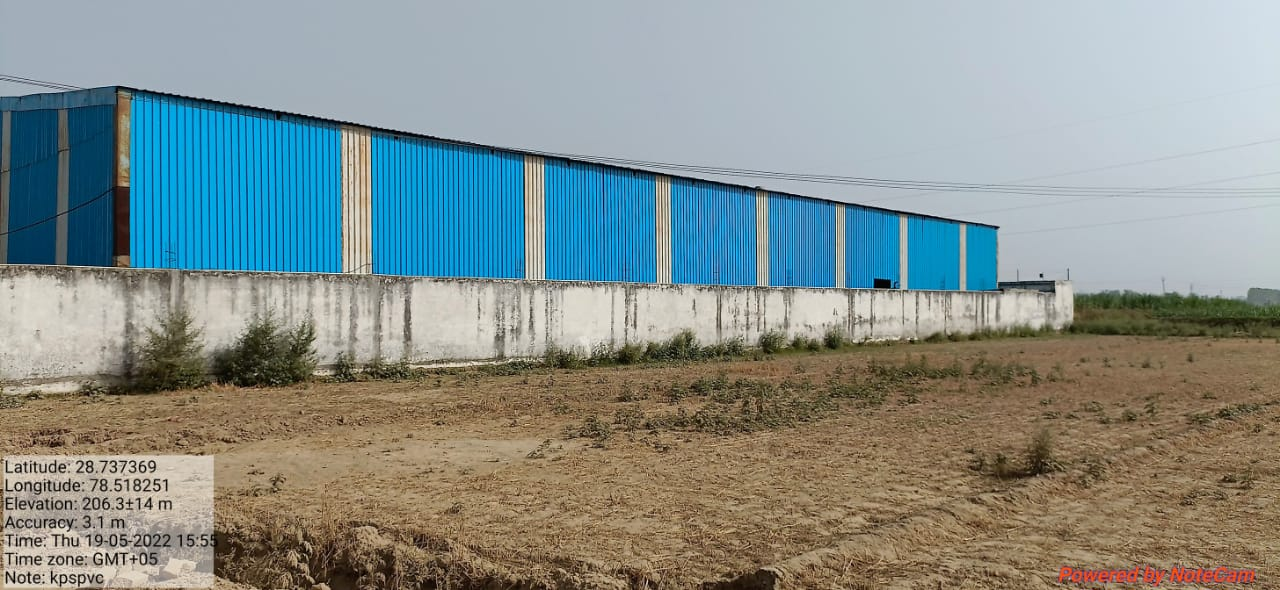 Latitude: 28.737369
Longitude: 78.518251
Elevation: 206.3±14 m
Accuracy: 3.1 m
Time: Thu 19-05-2022 15:55
Time zone: GMT+05
Note: kpspvc
Powered by NoteCam